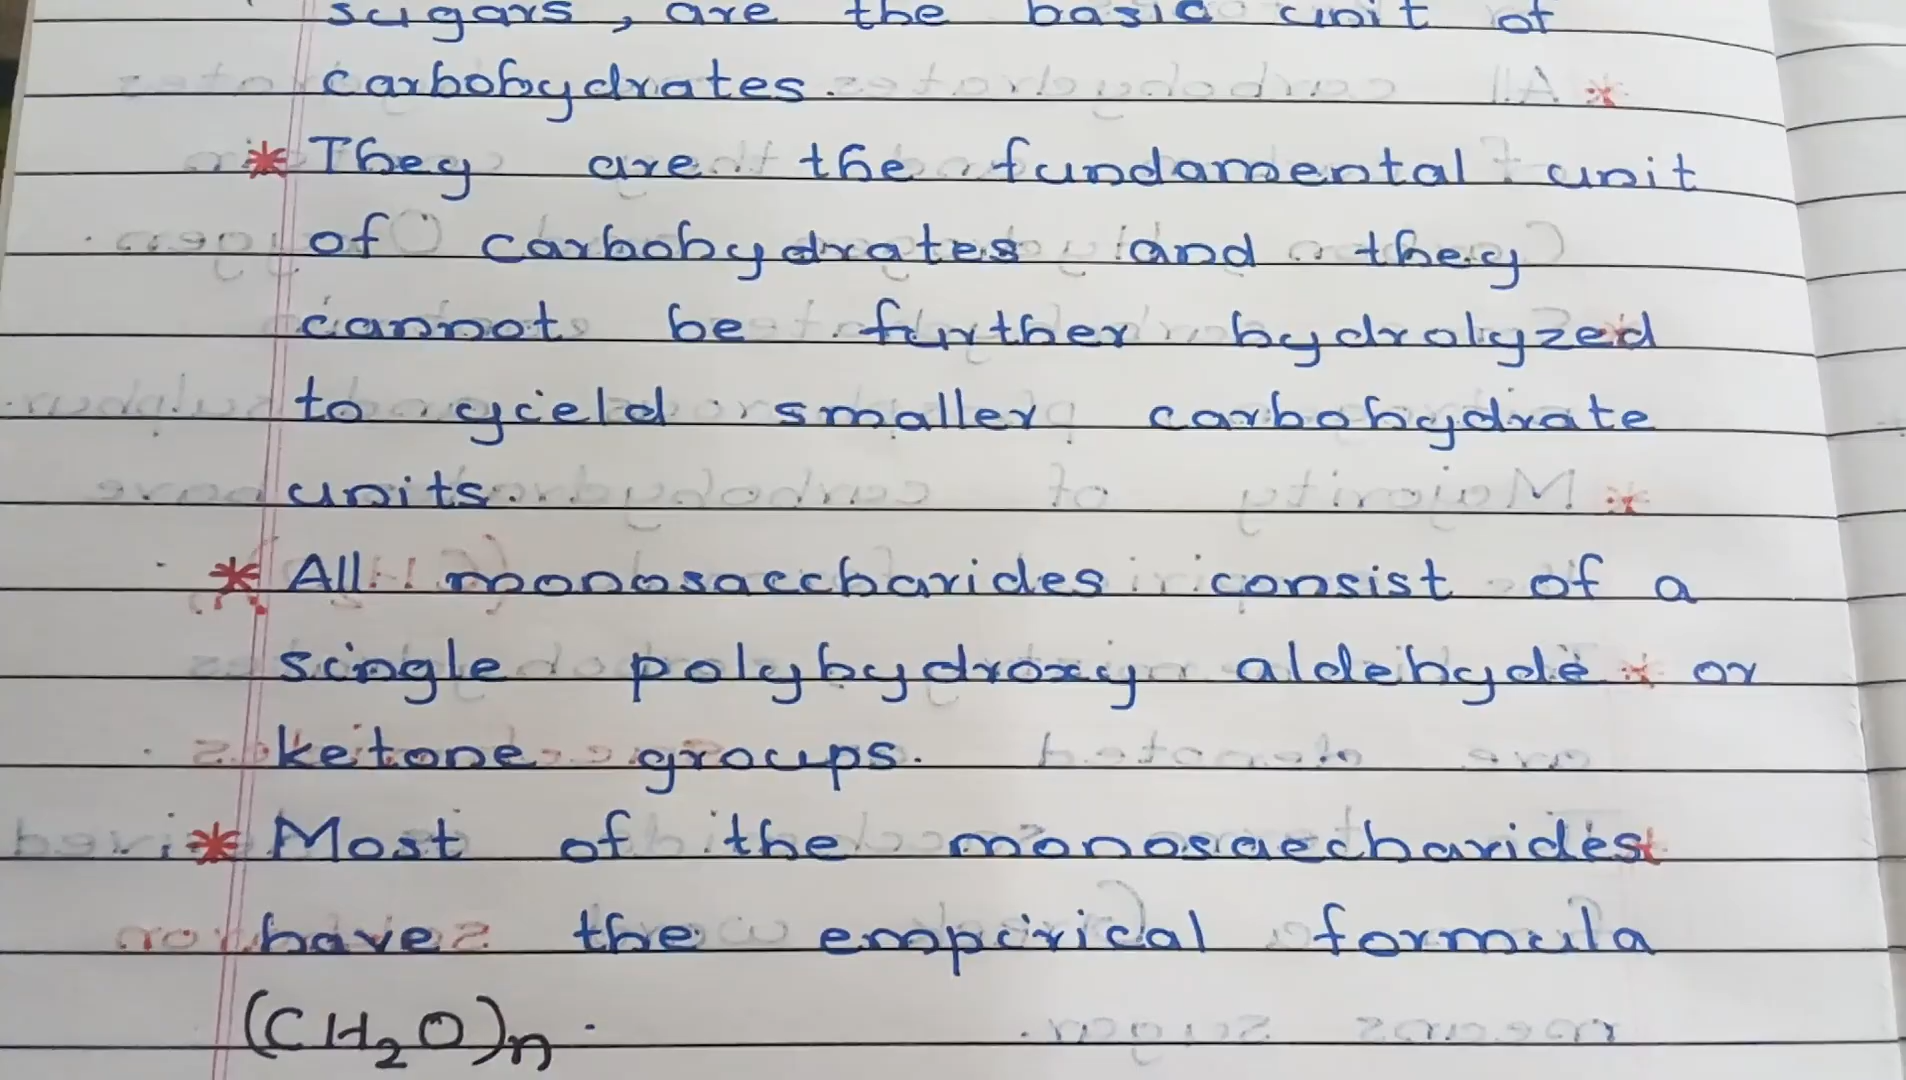 sugars, are the basic unit of
carbohydrates.
* They are the fundamental unit
of carbohydrates and they
cannot be further hydrolyzed
to yield smaller carbohydrate
units.
* All monosaccharides consist of a
single polyhydroxy aldehyde or
ketone groups.
* Most of the monosaccharides
have the empirical formula
(CH₂O)n.